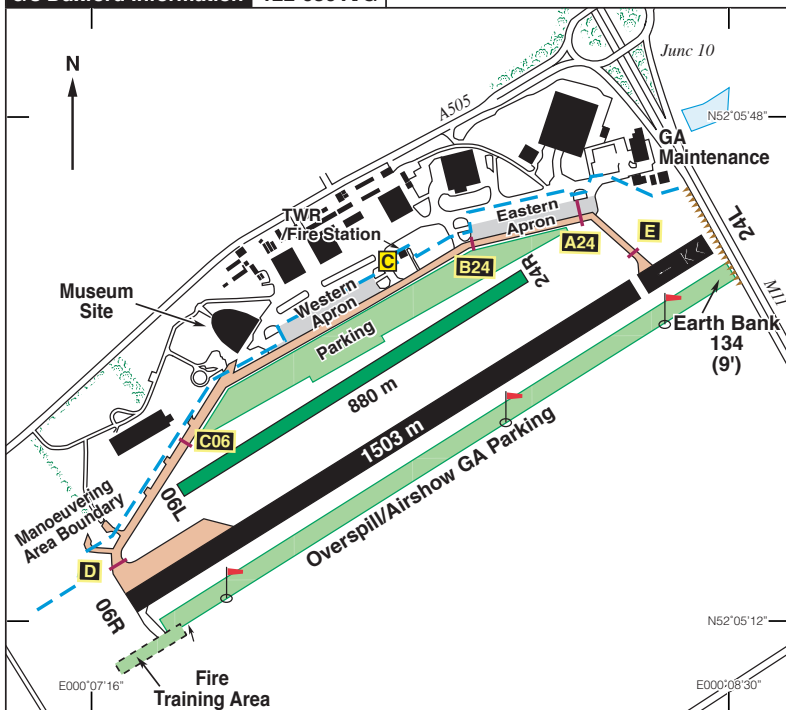 Junc 10
N
A505
N52°05'48"
GA
Maintenance
TWR
/Fire Station
Eastern
Apron
24L
C
B24
A24
E
24R
Museum
Site
Western
Apron
Parking
M11
Earth Bank
134
(9')
880 m
1503 m
C06
06L
Overspill/Airshow GA Parking
Manoeuvering
Area Boundary
D
06R
N52°05'12"
Fire
Training Area
E000°07'16"
E000°08'30"